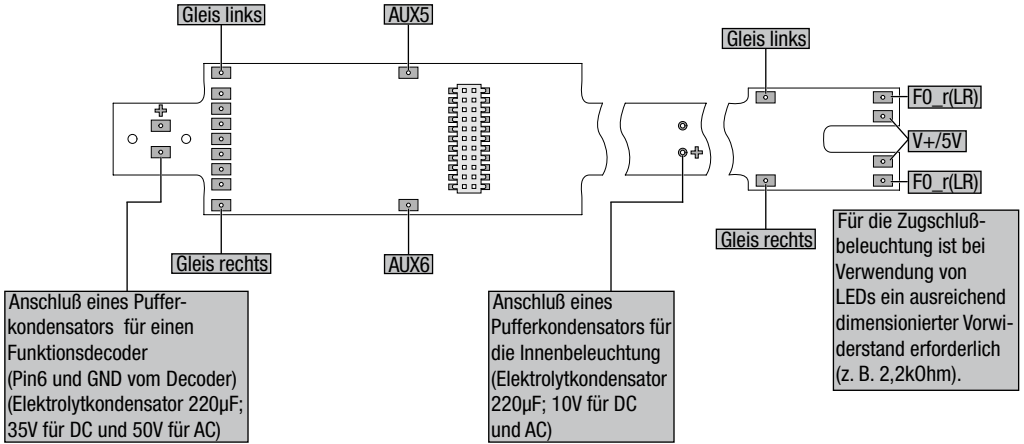 Gleis links
AUX5
Gleis links
F0_r(LR)
V+/5V
F0_r(LR)
Gleis rechts
AUX6
Gleis rechts
Anschluß eines Puffer-
kondensators für einen
Funktionsdecoder
(Pin6 und GND vom Decoder)
(Elektrolytkondensator 220µF;
35V für DC und 50V für AC)
Anschluß eines
Pufferkondensators für
die Innenbeleuchtung
(Elektrolytkondensator
220µF; 10V für DC
und AC)
Für die Zugschluß-
beleuchtung ist bei
Verwendung von
LEDs ein ausreichend
dimensionierter Vorwi-
derstand erforderlich
(z. B. 2,2kOhm).